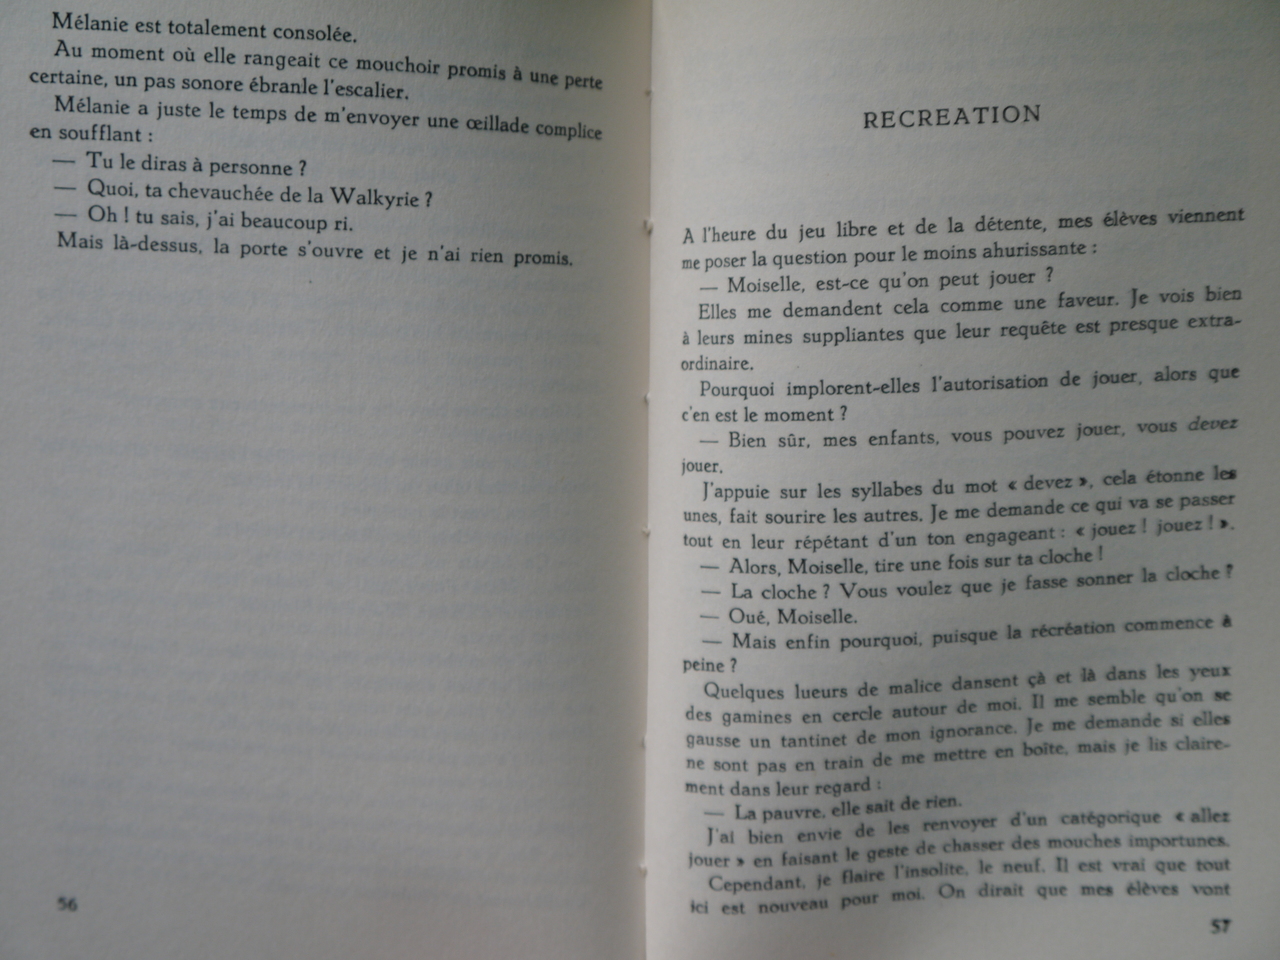 Mélanie est totalement consolée.
Au moment où elle rangeait ce mouchoir promis à une perte
certaine, un pas sonore ébranle l'escalier.
Mélanie a juste le temps de m'envoyer une œillade complice
en soufflant :
— Tu le diras à personne ?
— Quoi, ta chevauchée de la Walkyrie ?
— Oh ! tu sais, j'ai beaucoup ri.
Mais là-dessus, la porte s'ouvre et je n'ai rien promis.
56
RECREATION
A l'heure du jeu libre et de la détente, mes élèves viennent
me poser la question pour le moins ahurissante :
— Moiselle, est-ce qu'on peut jouer ?
Elles me demandent cela comme une faveur. Je vois bien
à leurs mines suppliantes que leur requête est presque extra-
ordinaire.
Pourquoi implorent-elles l'autorisation de jouer, alors que
c'en est le moment ?
— Bien sûr, mes enfants, vous pouvez jouer, vous devez
jouer.
J'appuie sur les syllabes du mot « devez », cela étonne les
unes, fait sourire les autres. Je me demande ce qui va se passer
tout en leur répétant d'un ton engageant : « jouez ! jouez ! ».
— Alors, Moiselle, tire une fois sur ta cloche !
— La cloche ? Vous voulez que je fasse sonner la cloche ?
— Oué, Moiselle.
— Mais enfin pourquoi, puisque la récréation commence à
peine ?
Quelques lueurs de malice dansent çà et là dans les yeux
des gamines en cercle autour de moi. Il me semble qu'on se
gausse un tantinet de mon ignorance. Je me demande si elles
ne sont pas en train de me mettre en boîte, mais je lis claire-
ment dans leur regard :
— La pauvre, elle sait de rien.
J'ai bien envie de les renvoyer d'un catégorique « allez
jouer » en faisant le geste de chasser des mouches importunes.
Cependant, je flaire l'insolite, le neuf. Il est vrai que tout
ici est nouveau pour moi. On dirait que mes élèves vont
57